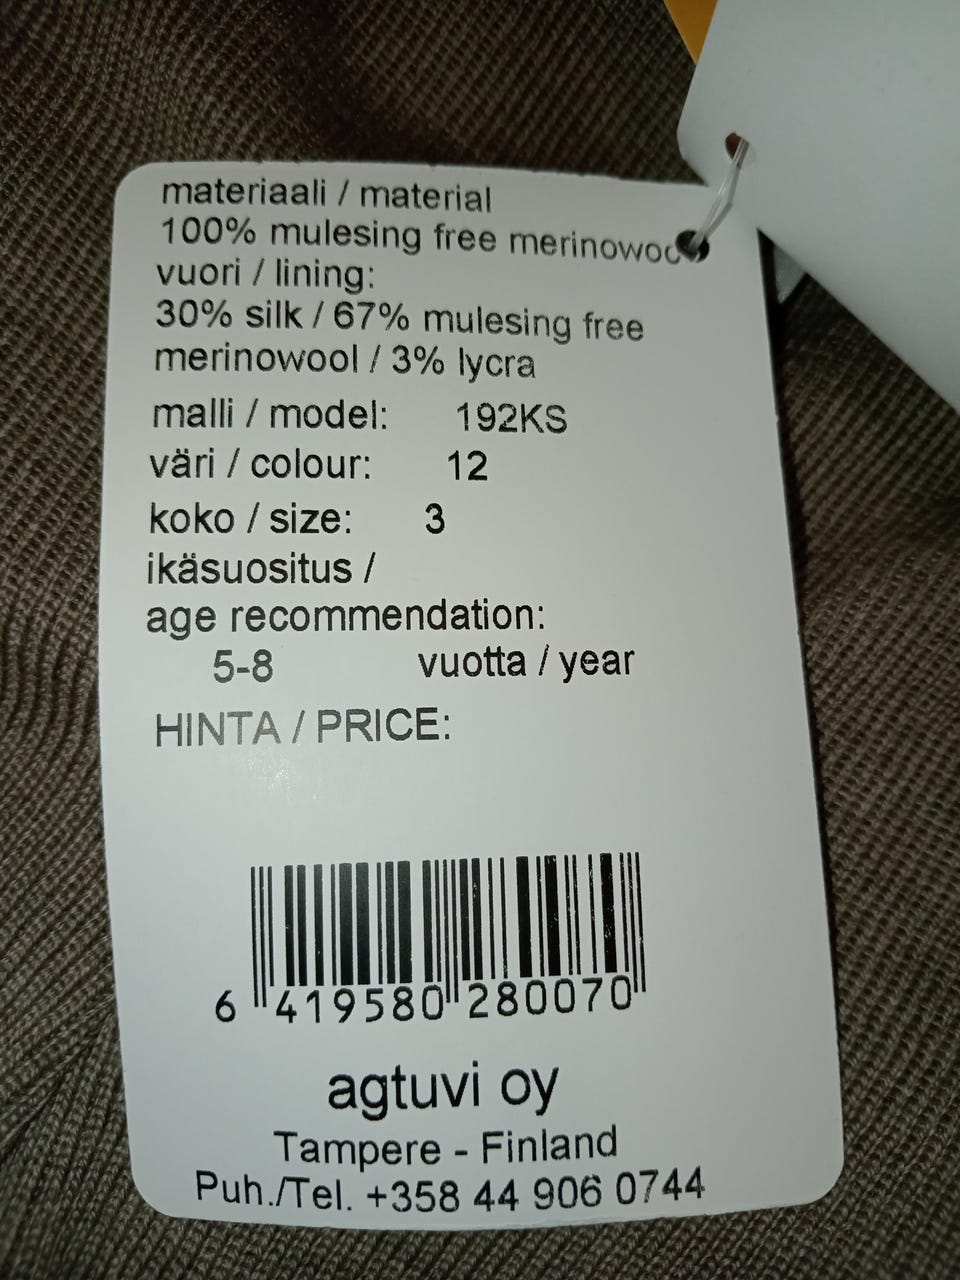 materiaali / material
100% mulesing free merinowoo
vuori / lining:
30% silk / 67% mulesing free
merinowool / 3% lycra
malli / model: 192KS
väri / colour: 12
koko / size: 3
ikäsuositus /
age recommendation:
5-8 vuotta / year
HINTA / PRICE:
6 419580 280070
agtuvi oy
Tampere - Finland
Puh./Tel. +358 44 906 0744